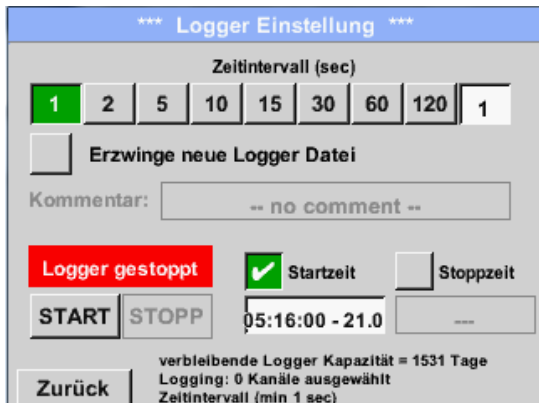 *** Logger Einstellung ***
Zeitintervall (sec)
1 2 5 10 15 30 60 120 1
Erzwinge neue Logger Datei
Kommentar: -- no comment --
Logger gestoppt Startzeit Stoppzeit
START STOPP 05:16:00 - 21.0 ---
verbleibende Logger Kapazität = 1531 Tage
Zurück Logging: 0 Kanäle ausgewählt
Zeitintervall (min 1 sec)